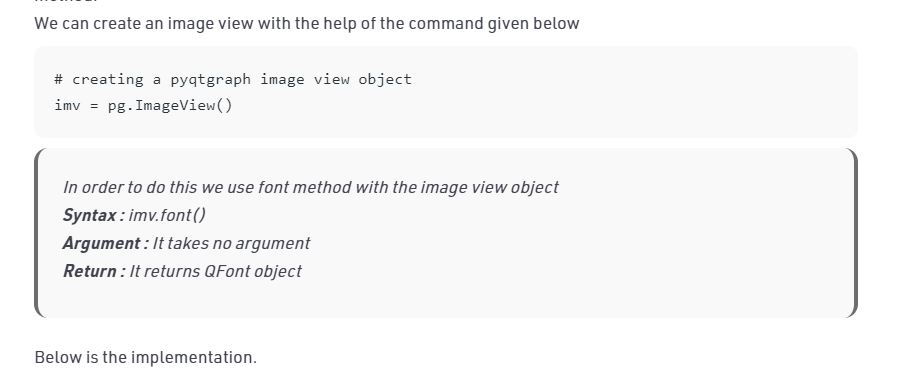 We can create an image view with the help of the command given below
# creating a pyqtgraph image view object
imv = pg.ImageView()
In order to do this we use font method with the image view object
Syntax : imv.font()
Argument : It takes no argument
Return : It returns QFont object
Below is the implementation.